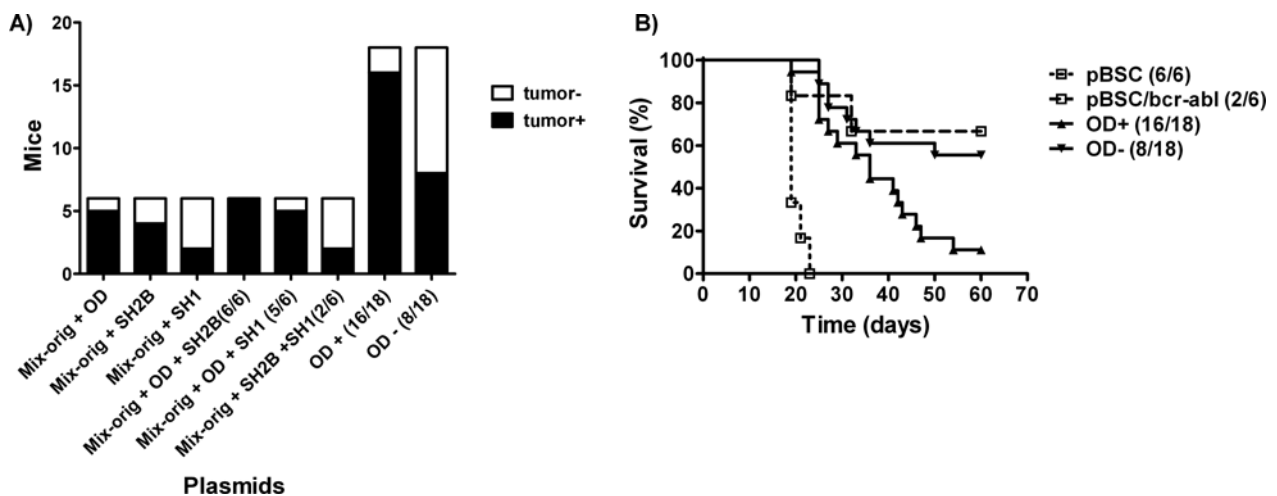 A)
20
15
10
5
0
Mice
tumor-
tumor+
Mix-orig + OD
Mix-orig + SH2B
Mix-orig + SH1
Mix-orig + OD + SH2B(6/6)
Mix-orig + OD + SH1 (5/6)
Mix-orig + SH2B +SH1(2/6)
OD + (16/18)
OD - (8/18)
Plasmids
B)
100
80
60
40
20
0
Survival (%)
0 10 20 30 40 50 60 70
Time (days)
pBSC (6/6)
pBSC/bcr-abl (2/6)
OD+ (16/18)
OD- (8/18)